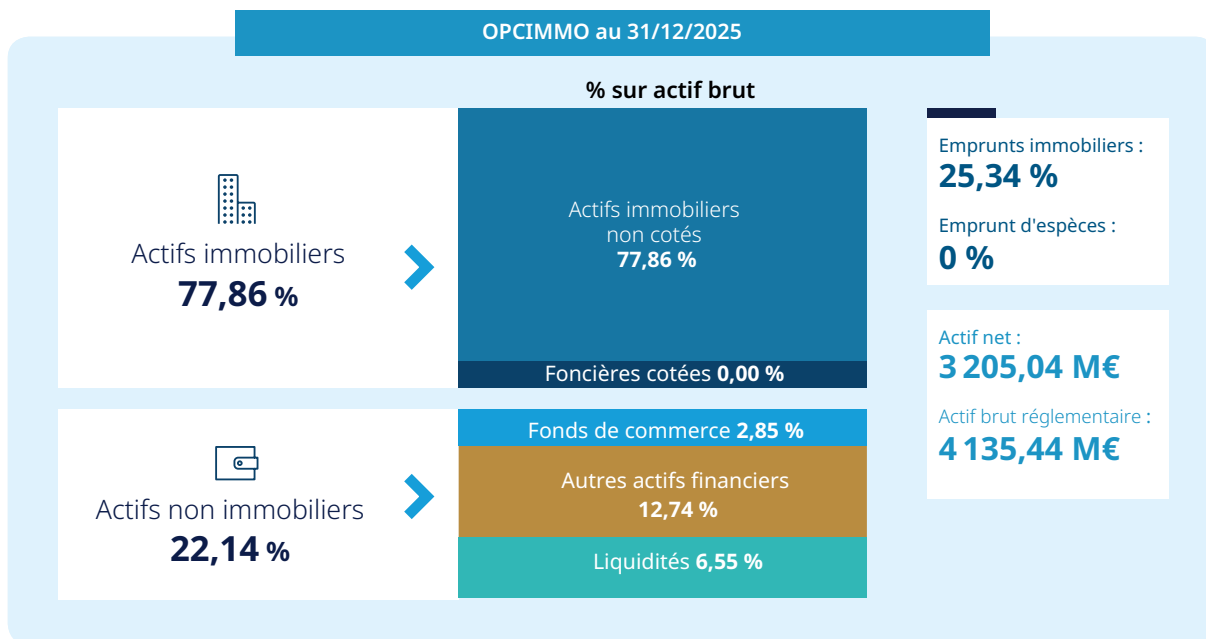 OPCIMMO au 31/12/2025
% sur actif brut
Actifs immobiliers
77,86 %
Actifs immobiliers
non cotés
77,86 %
Foncières cotées 0,00 %
Actifs non immobiliers
22,14 %
Fonds de commerce 2,85 %
Autres actifs financiers
12,74 %
Liquidités 6,55 %
Emprunts immobiliers :
25,34 %
Emprunt d'espèces :
0 %
Actif net :
3 205,04 M€
Actif brut réglementaire :
4 135,44 M€